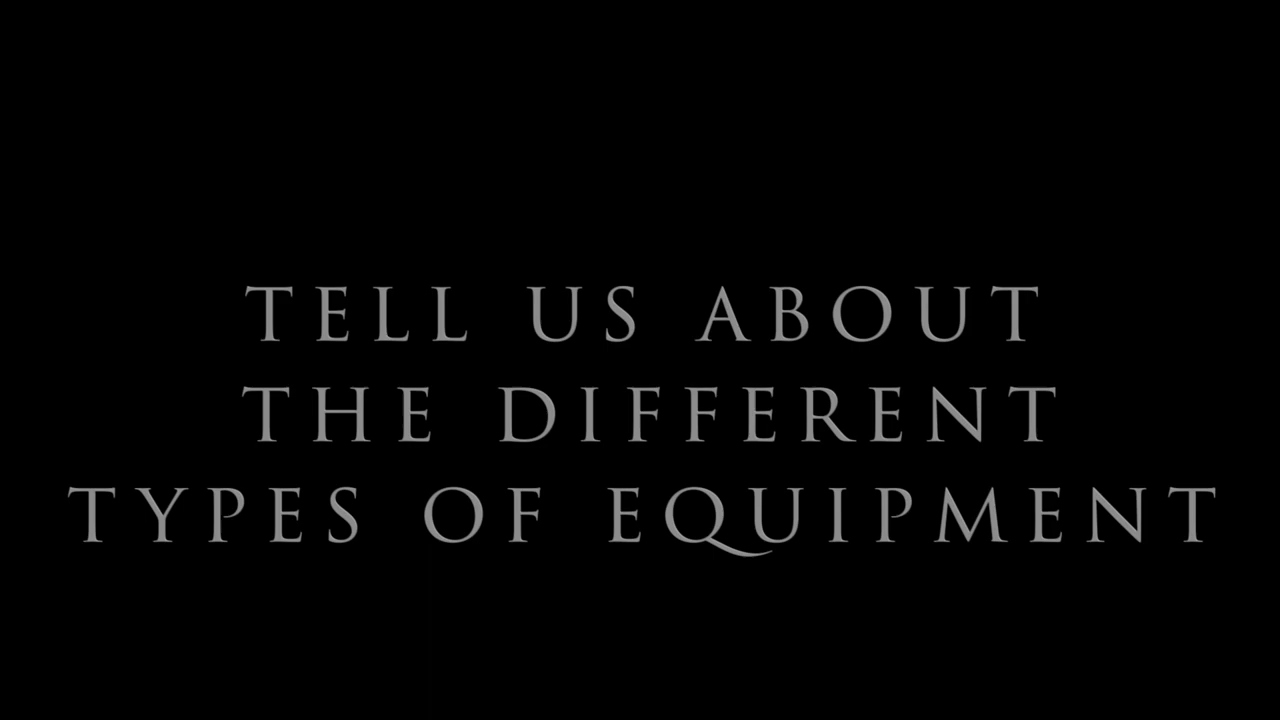 TELL US ABOUT
THE DIFFERENT
TYPES OF EQUIPMENT